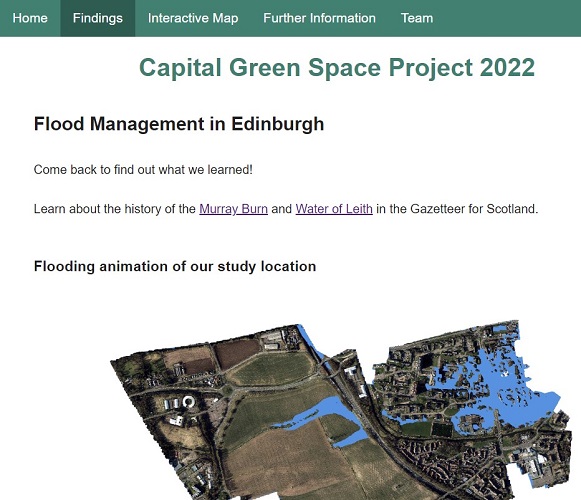 Home Findings Interactive Map Further Information Team
Capital Green Space Project 2022
Flood Management in Edinburgh
Come back to find out what we learned!
Learn about the history of the Murray Burn and Water of Leith in the Gazetteer for Scotland.
Flooding animation of our study location